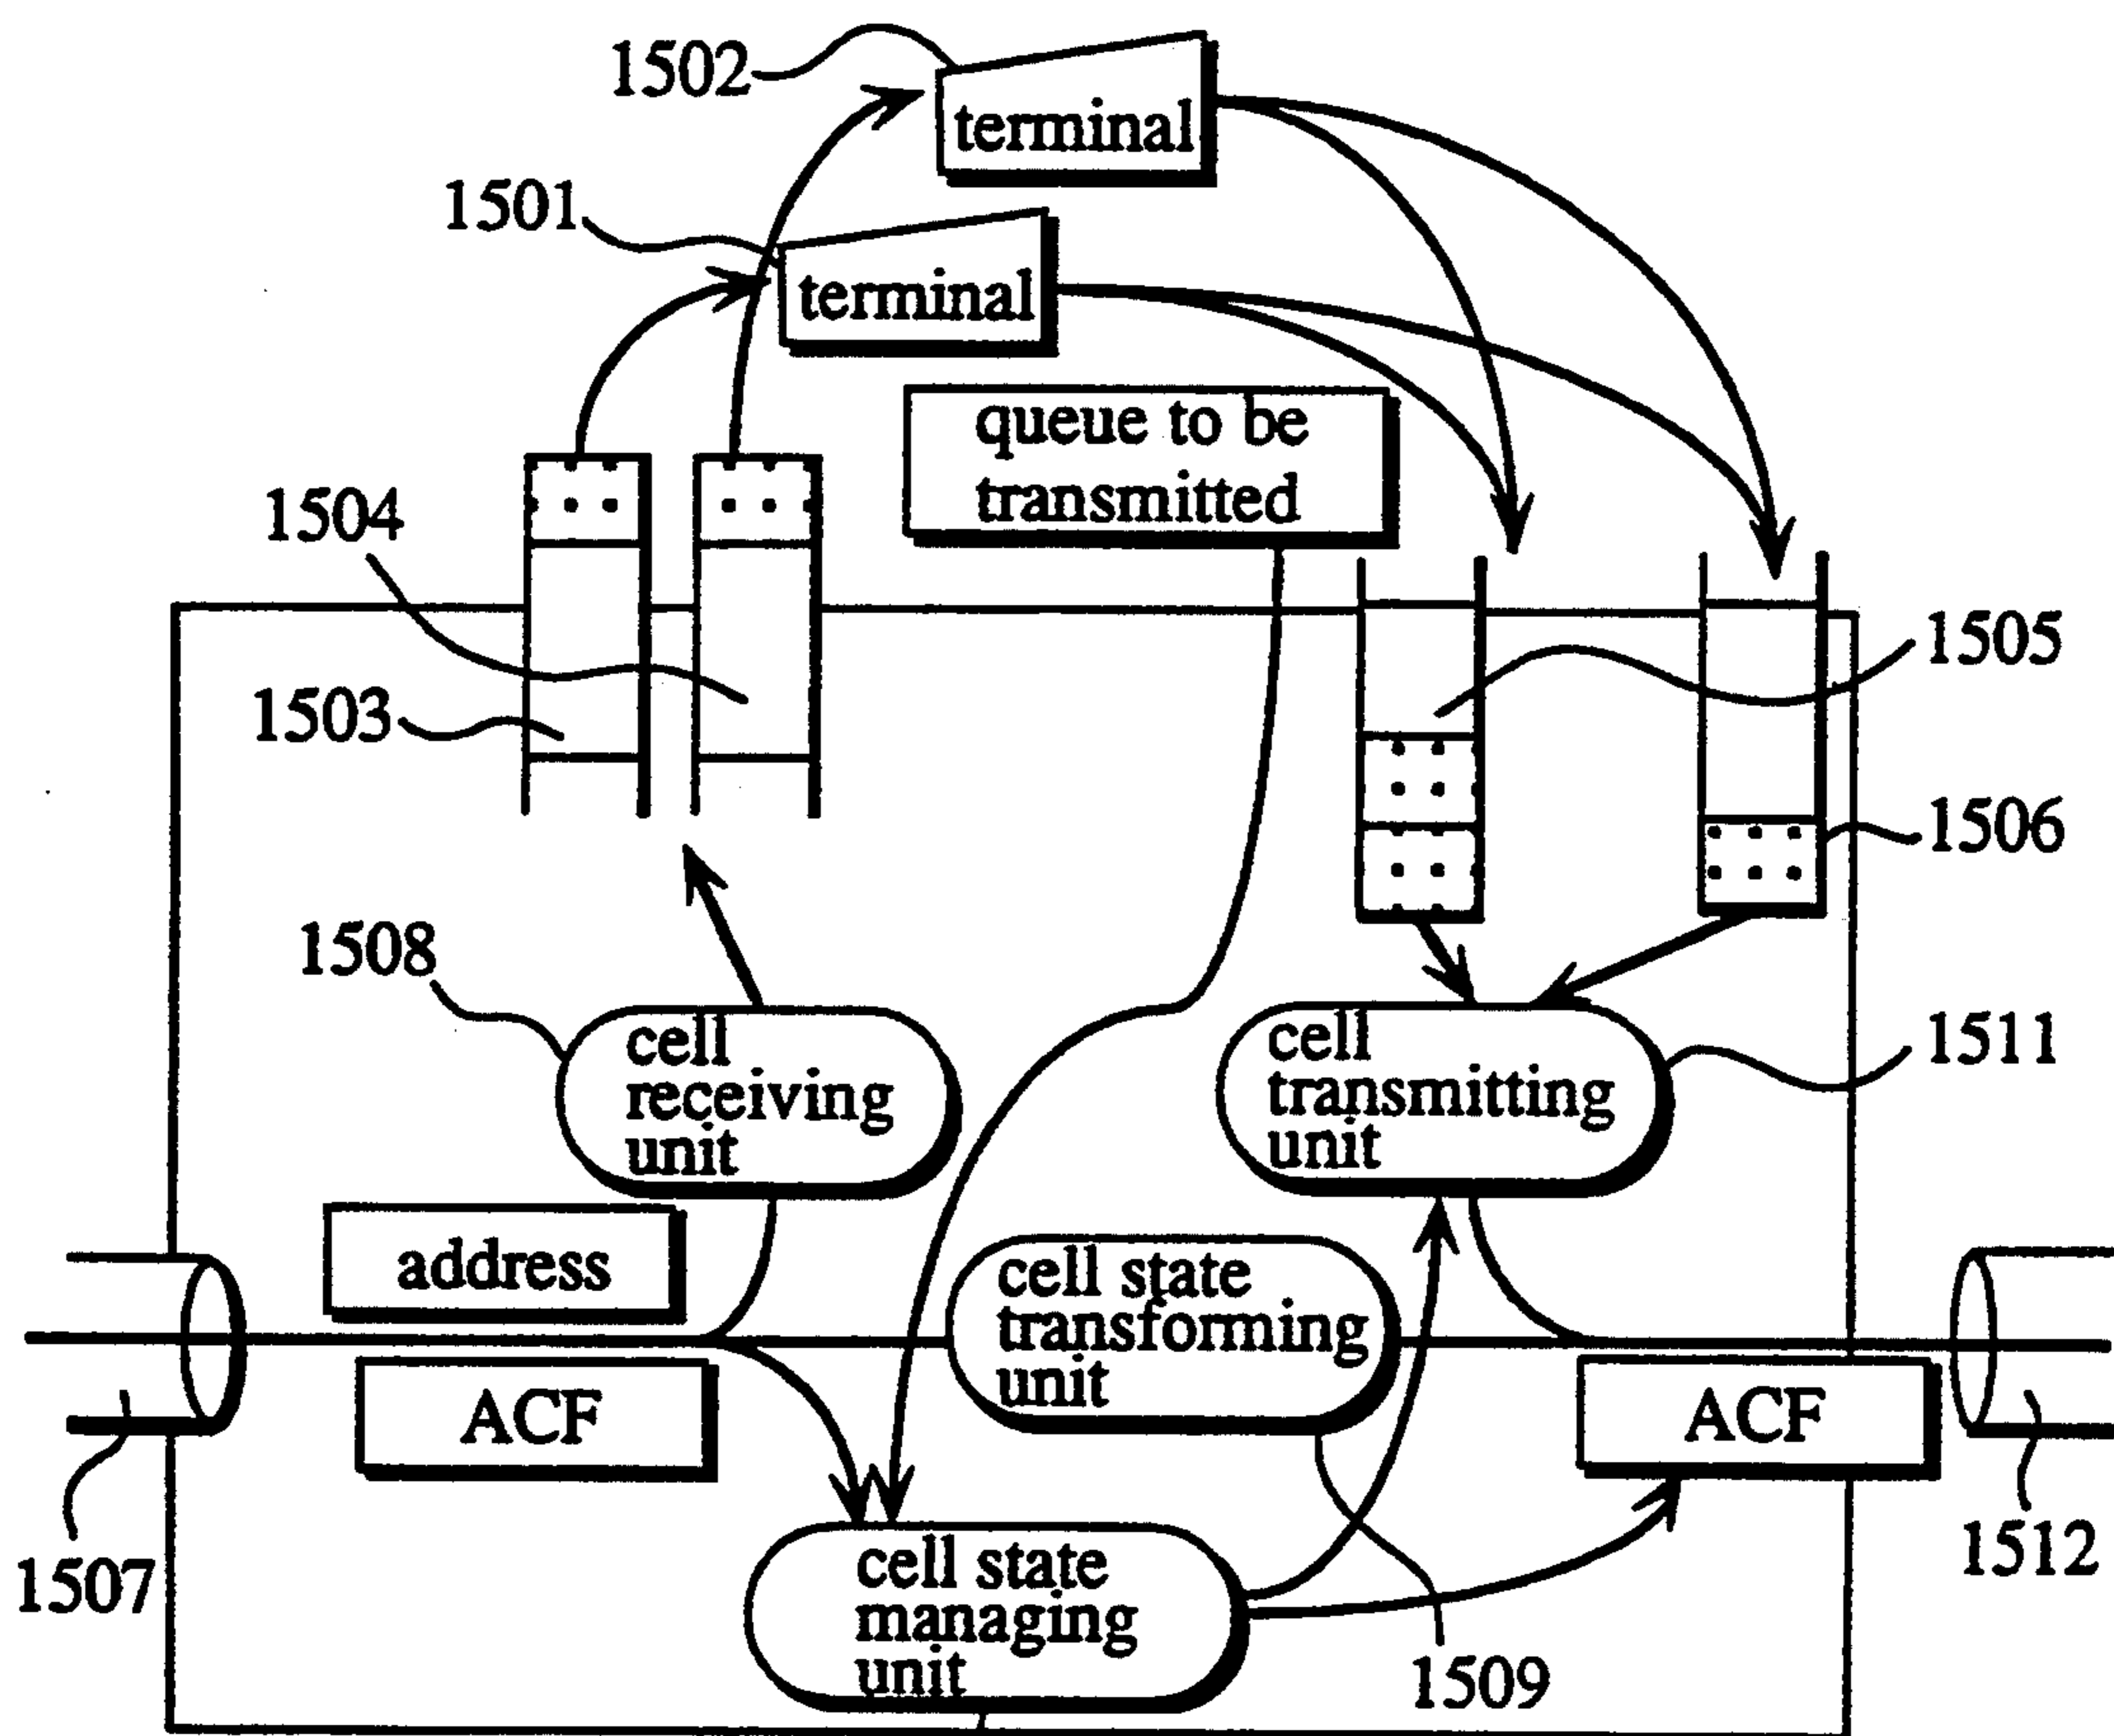 1502
terminal
1501
terminal
queue to be
transmitted
1504
1503
1505
1506
1508
cell
receiving
unit
cell
transmitting
unit
1511
address
cell state
transforming
unit
ACF
ACF
1507
cell state
managing
unit
1509
1512